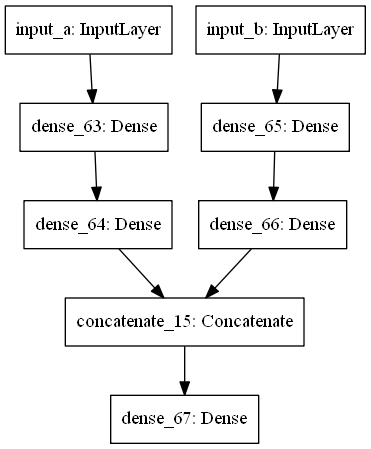 input_a: InputLayer
input_b: InputLayer
dense_63: Dense
dense_65: Dense
dense_64: Dense
dense_66: Dense
concatenate_15: Concatenate
dense_67: Dense